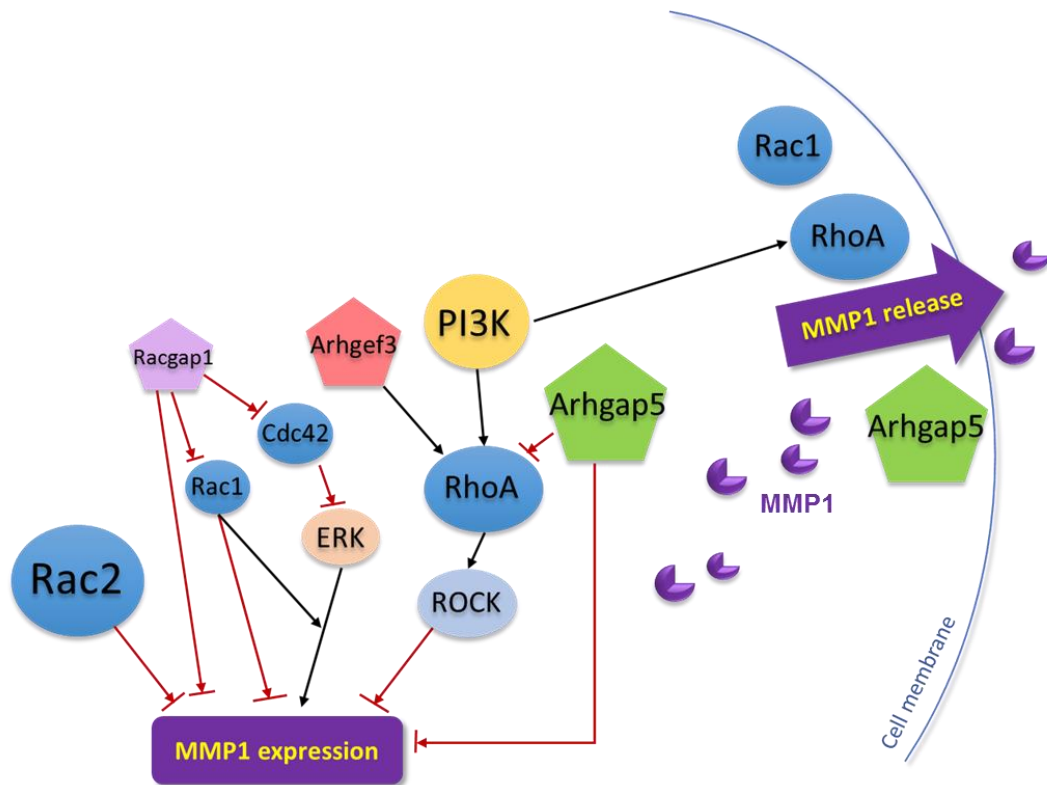 Rac1
RhoA
MMP1 release
PI3K
Arhgef3
Racgap1
Arhgap5
Arhgap5
Cdc42
Rac1
RhoA
MMP1
ERK
Rac2
ROCK
Cell membrane
MMP1 expression